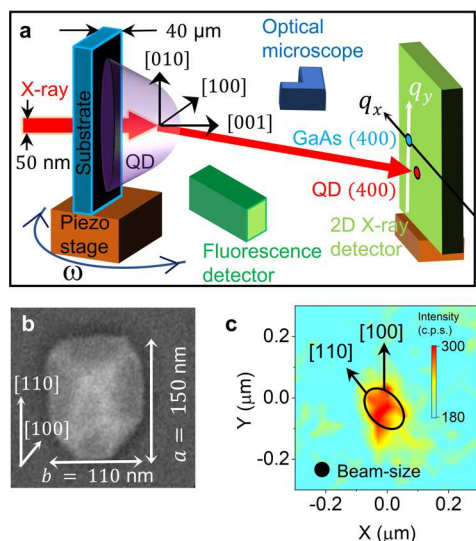 a
40 μm
X-ray
50 nm
Substrate
QD
[010]
[100]
[001]
Optical
microscope
q_x
q_y
GaAs (400)
QD (400)
2D X-ray
detector
Fluorescence
detector
Piezo
stage
ω
b
[110]
[100]
a = 150 nm
b = 110 nm
c
0.3
0.0
-0.3
Y (μm)
[110]
[100]
Intensity
(c.p.s.)
300
180
Beam-size
-0.2 0.0 0.2
X (μm)